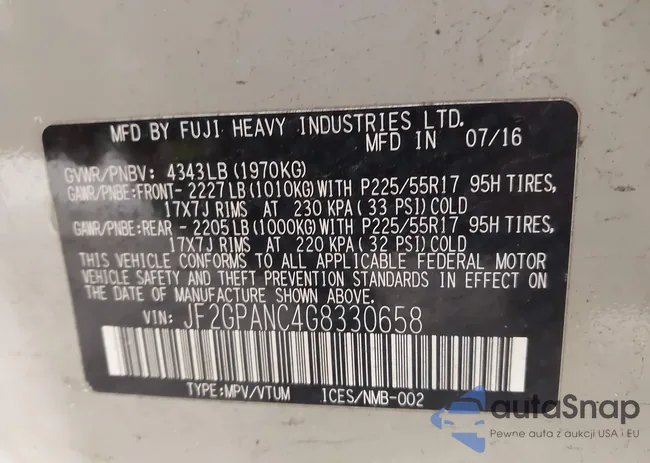 MFD BY FUJI HEAVY INDUSTRIES LTD.
MFD IN 07/16
GVWR/PNBV: 4343LB (1970KG)
GAWR/PNBE:FRONT-2227LB(1010KG)WITH P225/55R17 95H TIRES,
17X7J RIMS AT 230 KPA(33 PSI)COLD
GAWR/PNBE:REAR -2205LB(1000KG)WITH P225/55R17 95H TIRES,
17X7J RIMS AT 220 KPA(32 PSI)COLD
THIS VEHICLE CONFORMS TO ALL APPLICABLE FEDERAL MOTOR
VEHICLE SAFETY AND THEFT PREVENTION STANDARDS IN EFFECT ON
THE DATE OF MANUFACTURE SHOWN ABOVE.
VIN: JF2GPANC4G8330658
TYPE:MPV/VTUM ICES/NMB-002
autoSnap
Pewne auta z aukcji USA i EU